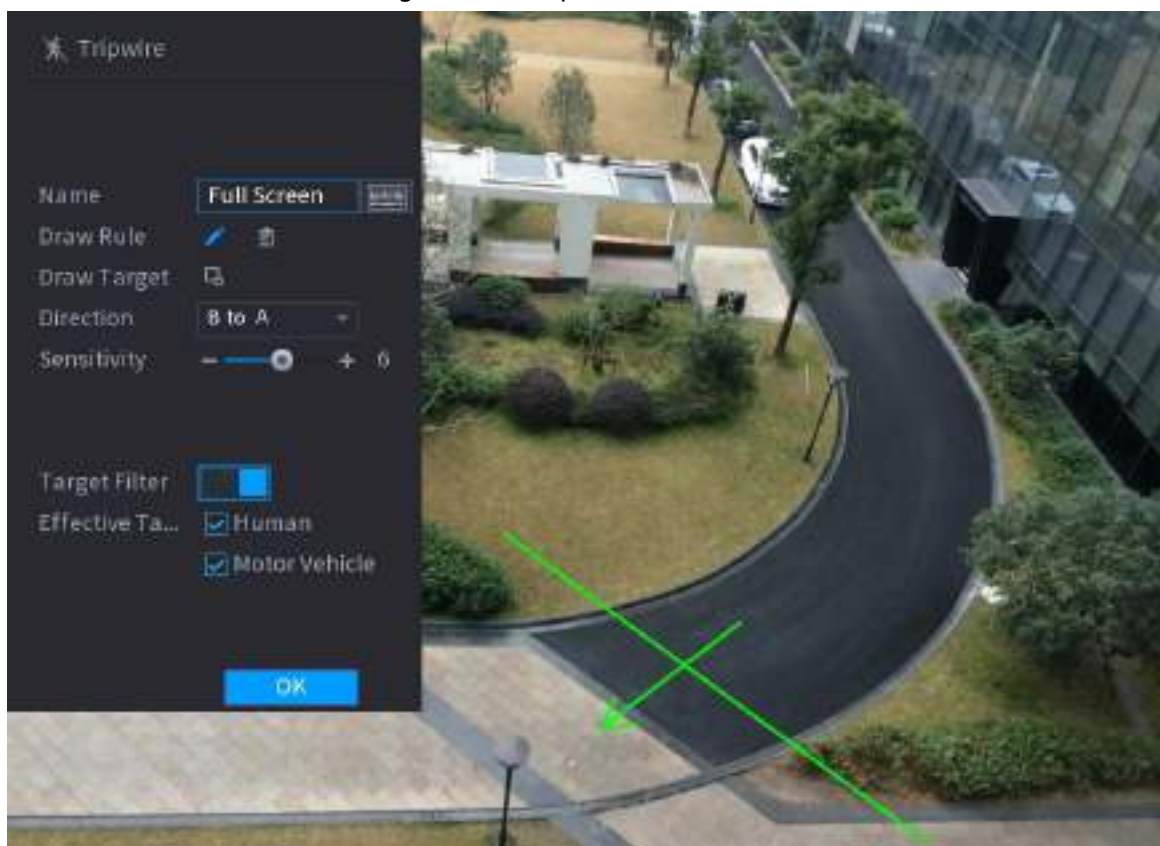 Tripwire
Name Full Screen
Draw Rule
Draw Target
Direction B to A
Sensitivity - + 6
Target Filter
Effective Ta...
Human
Motor Vehicle
OK